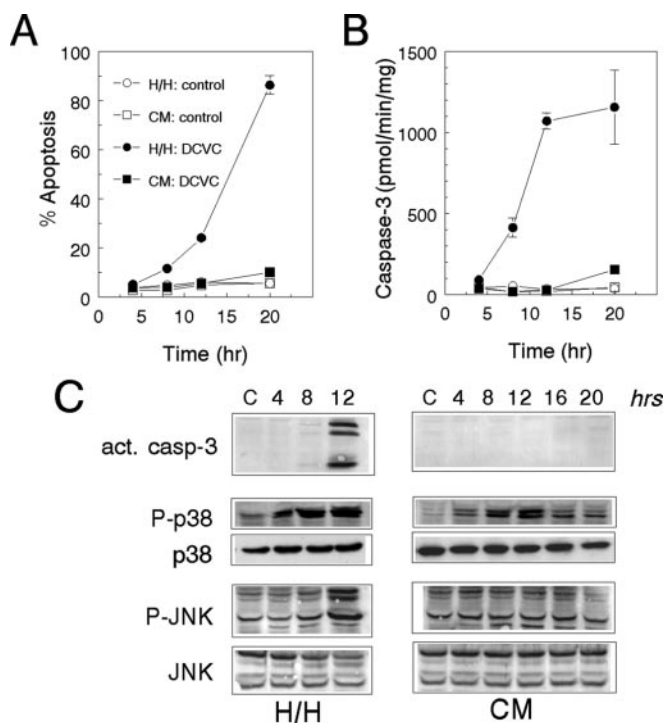 A
% Apoptosis
100
80
60
40
20
10
0
H/H: control
CM: control
H/H: DCVC
CM: DCVC
0 5 10 15 20
Time (hr)
B
Caspase-3 (pmol/min/mg)
1500
1000
500
0
0 5 10 15 20
Time (hr)
C
C 4 8 12
C 4 8 12 16 20 hrs
act. casp-3
P-p38
p38
P-JNK
JNK
H/H
CM